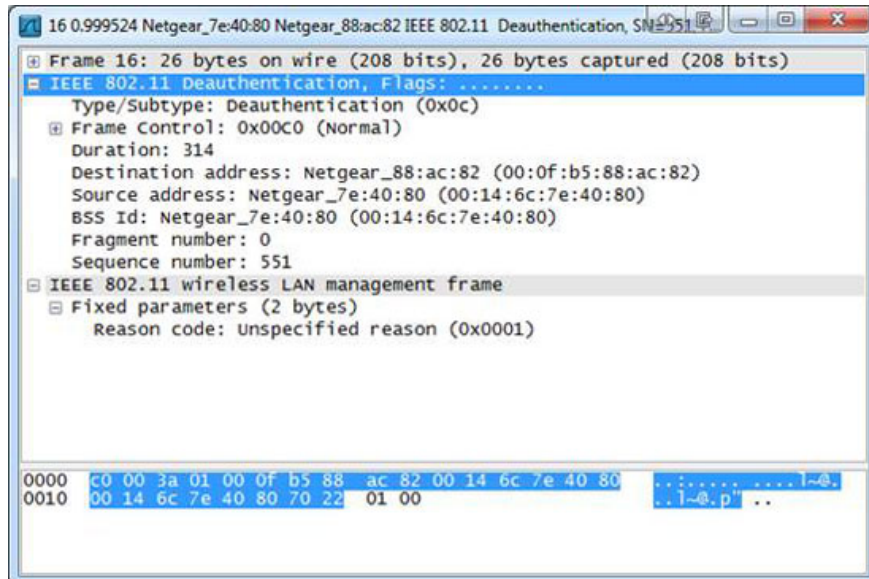 16 0.999524 Netgear_7e:40:80 Netgear_88:ac:82 IEEE 802.11 Deauthentication, SN=551
Frame 16: 26 bytes on wire (208 bits), 26 bytes captured (208 bits)
IEEE 802.11 Deauthentication, Flags: ........
Type/Subtype: Deauthentication (0x0c)
Frame Control: 0x00C0 (Normal)
Duration: 314
Destination address: Netgear_88:ac:82 (00:0f:b5:88:ac:82)
Source address: Netgear_7e:40:80 (00:14:6c:7e:40:80)
BSS Id: Netgear_7e:40:80 (00:14:6c:7e:40:80)
Fragment number: 0
Sequence number: 551
IEEE 802.11 wireless LAN management frame
Fixed parameters (2 bytes)
Reason code: Unspecified reason (0x0001)
0000 c0 00 3a 01 00 0f b5 88 ac 82 00 14 6c 7e 40 80 ..:..... ....l~@.
0010 00 14 6c 7e 40 80 70 22 01 00 ..l~@.p" ..